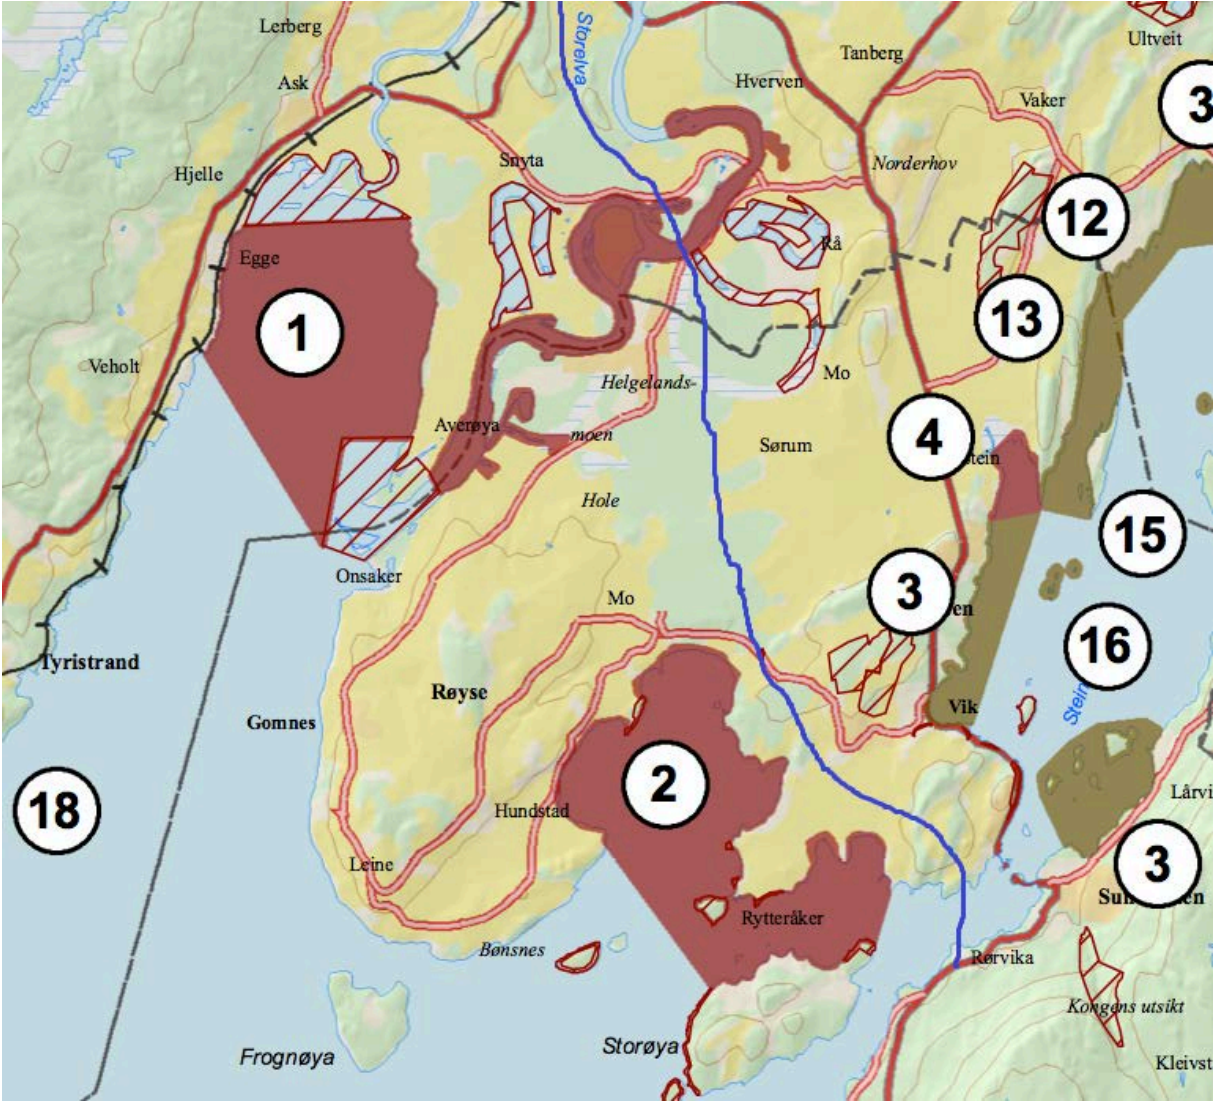 Lerberg
Storelva
Ultveit
Tanberg
Ask
Hverven
Vaker
3
Snyta
Norderhov
Hjelle
12
Egge
Rå
1
13
Veholt
Mo
Helgelands-
moen
Averøya
4
Sørum
Hole
15
Onsaker
3
Mo
16
Tyristrand
Røyse
Vik
Gomnes
2
18
Hundstad
Lårvi
Leine
3
Rytteråker
Bønsnes
Rørvika
Kongens utsikt
Storøya
Frognøya
Kleivst